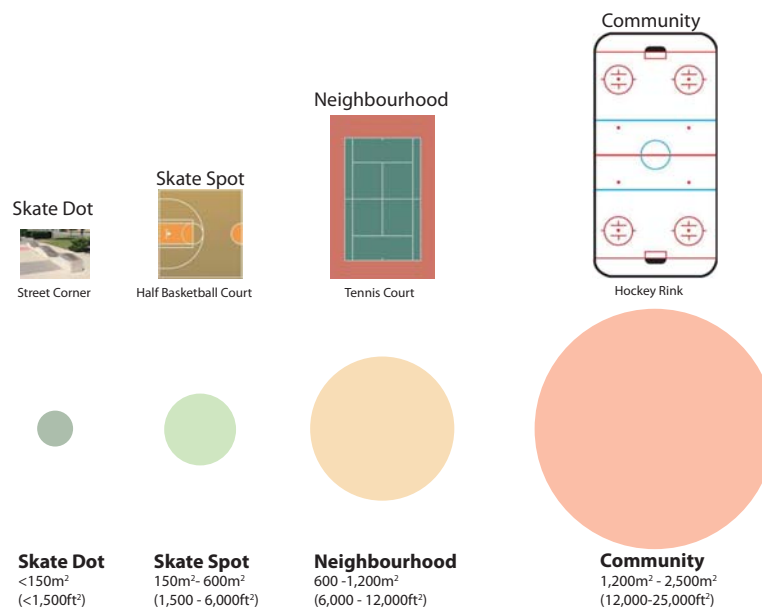 Community
Neighbourhood
Skate Spot
Skate Dot
Street Corner
Half Basketball Court
Tennis Court
Hockey Rink
Skate Dot
<150m²
(<1,500ft²)
Skate Spot
150m²- 600m²
(1,500 - 6,000ft²)
Neighbourhood
600 -1,200m²
(6,000 - 12,000ft²)
Community
1,200m² - 2,500m²
(12,000-25,000ft²)